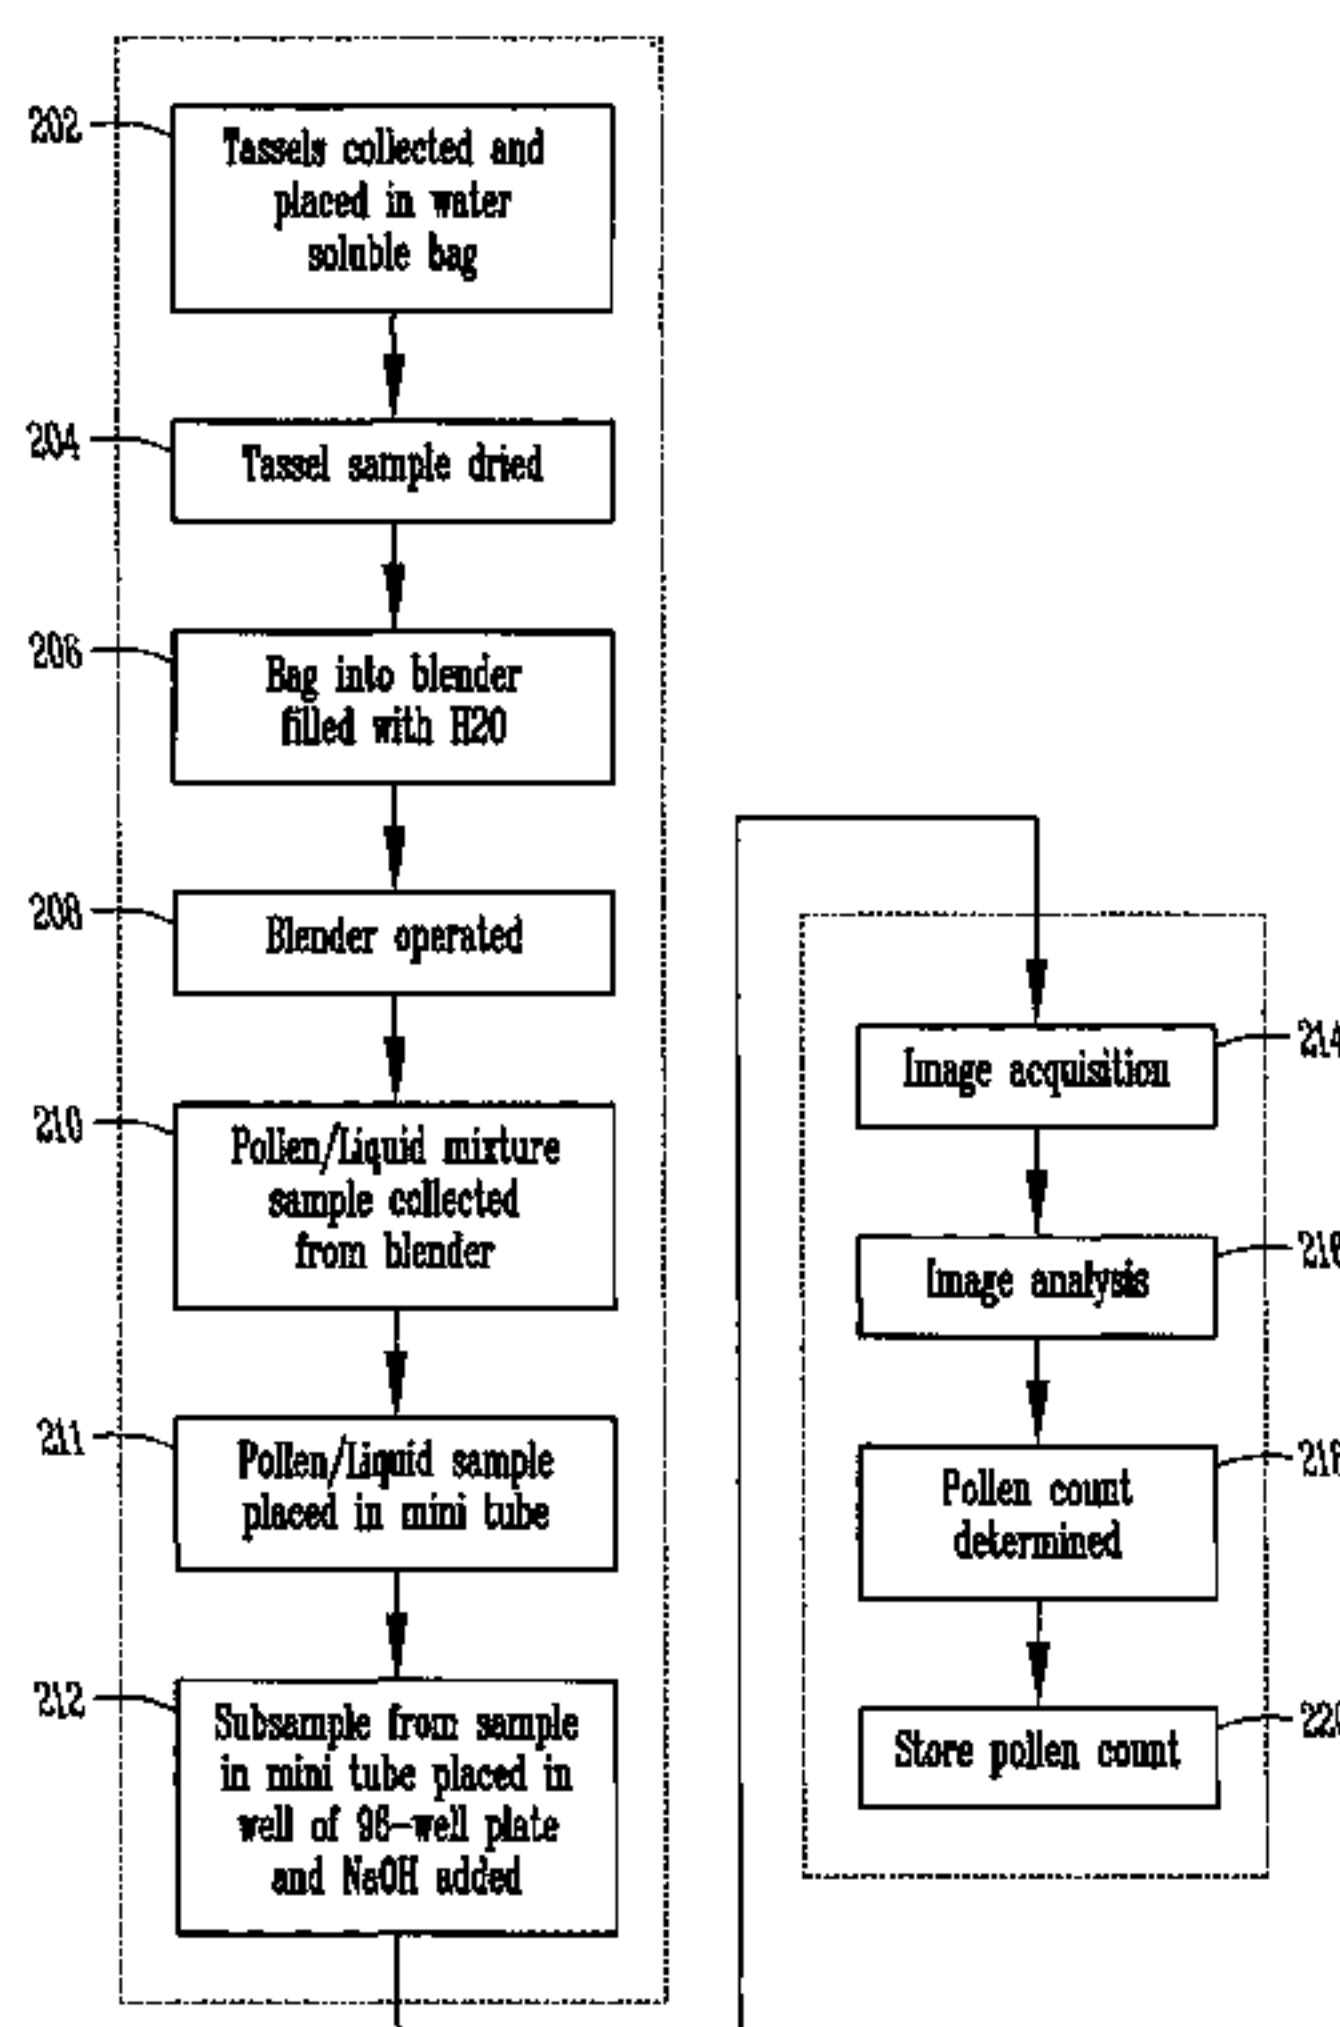 202
Tassels collected and
placed in water
soluble bag
204
Tassel sample dried
206
Bag into blender
filled with H2O
208
Blender operated
210
Pollen/Liquid mixture
sample collected
from blender
211
Pollen/Liquid sample
placed in mini tube
212
Subsample from sample
in mini tube placed in
well of 96-well plate
and NaOH added
Image acquisition
214
Image analysis
Pollen count
determined
Store pollen count